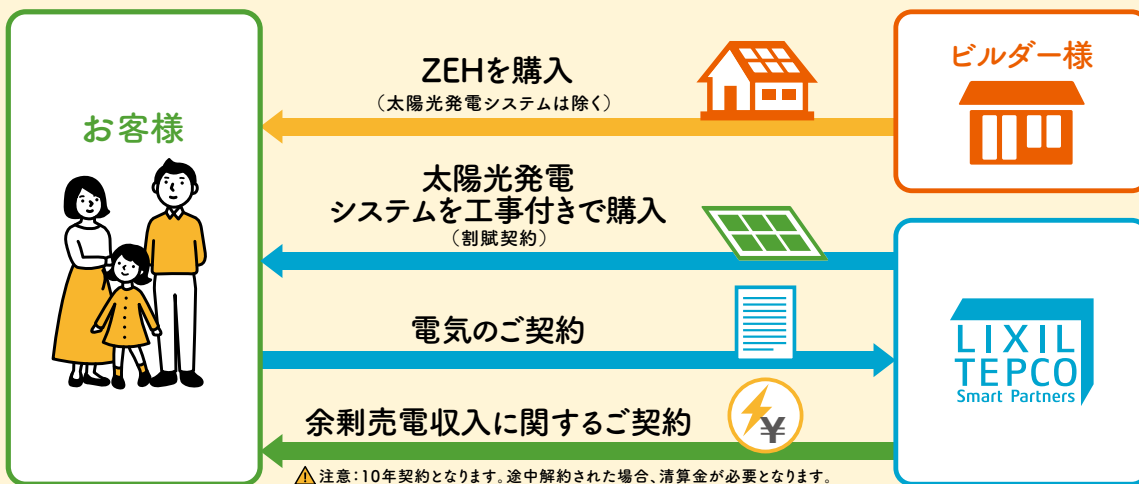 お客様
ZEHを購入
（太陽光発電システムは除く）
ビルダー様
太陽光発電
システムを工事付きで購入
（割賦契約）
電気のご契約
余剰売電収入に関するご契約
¥
⚠注意：10年契約となります。途中解約された場合、清算金が必要となります。
LIXIL
TEPCO
Smart Partners